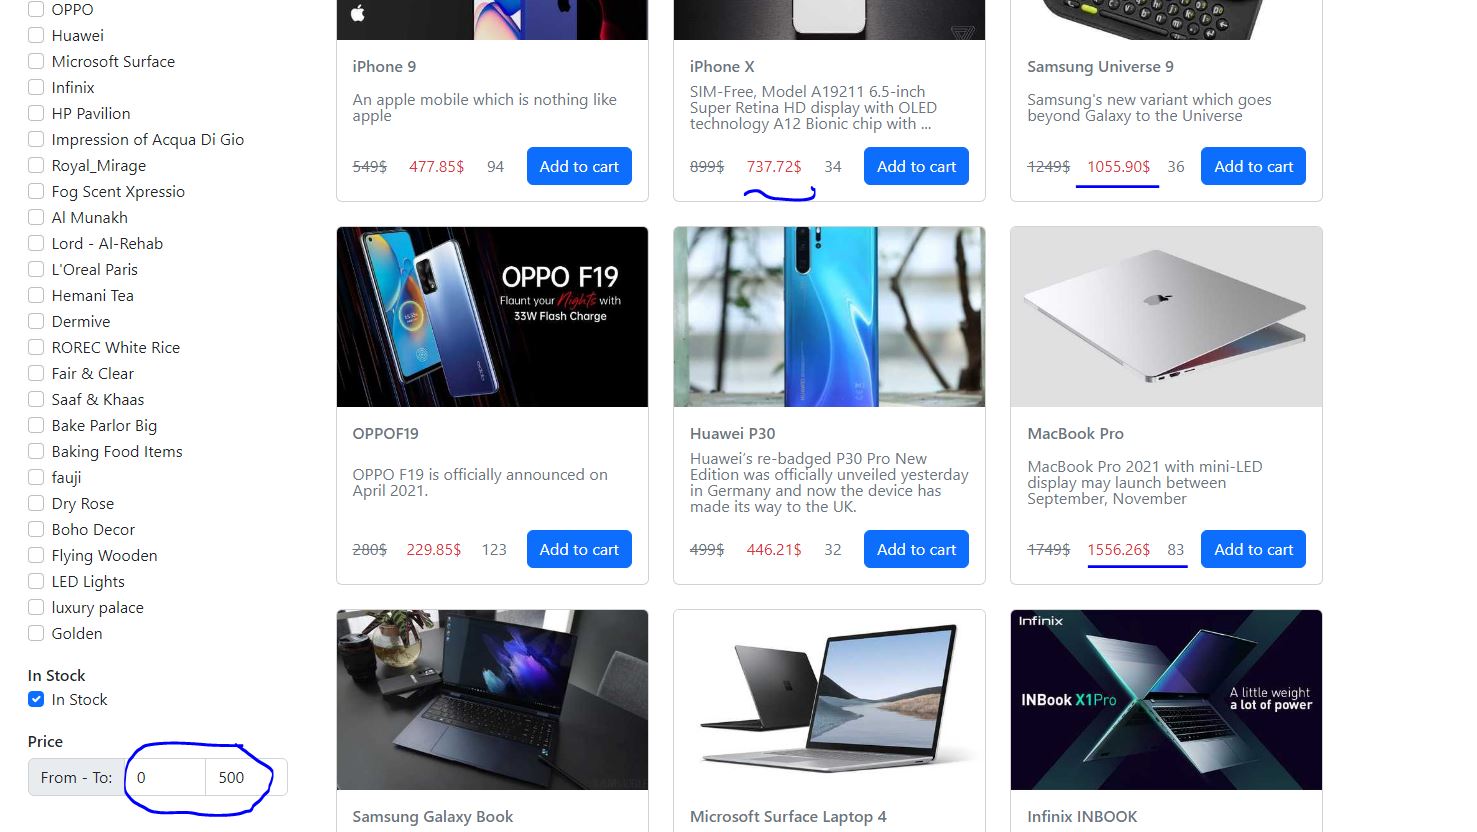 OPPO
Huawei
Microsoft Surface
Infinix
HP Pavilion
Impression of Acqua Di Gio
Royal_Mirage
Fog Scent Xpressio
Al Munakh
Lord - Al-Rehab
L'Oreal Paris
Hemani Tea
Dermive
ROREC White Rice
Fair & Clear
Saaf & Khaas
Bake Parlor Big
Baking Food Items
fauji
Dry Rose
Boho Decor
Flying Wooden
LED Lights
luxury palace
Golden
In Stock
In Stock
Price
From - To:
0
500
iPhone 9
An apple mobile which is nothing like
apple
549$ 477.85$ 94 Add to cart
iPhone X
SIM-Free, Model A19211 6.5-inch
Super Retina HD display with OLED
technology A12 Bionic chip with ...
899$ 737.72$ 34 Add to cart
Samsung Universe 9
Samsung's new variant which goes
beyond Galaxy to the Universe
1249$ 1055.90$ 36 Add to cart
OPPO F19
Flaunt your Nights with
33W Flash Charge
OPPOF19
OPPO F19 is officially announced on
April 2021.
280$ 229.85$ 123 Add to cart
Huawei P30
Huawei’s re-badged P30 Pro New
Edition was officially unveiled yesterday
in Germany and now the device has
made its way to the UK.
499$ 446.21$ 32 Add to cart
MacBook Pro
MacBook Pro 2021 with mini-LED
display may launch between
September, November
1749$ 1556.26$ 83 Add to cart
Samsung Galaxy Book
Microsoft Surface Laptop 4
Infinix
INBook X1Pro
A little weight
a lot of power
Infinix INBOOK